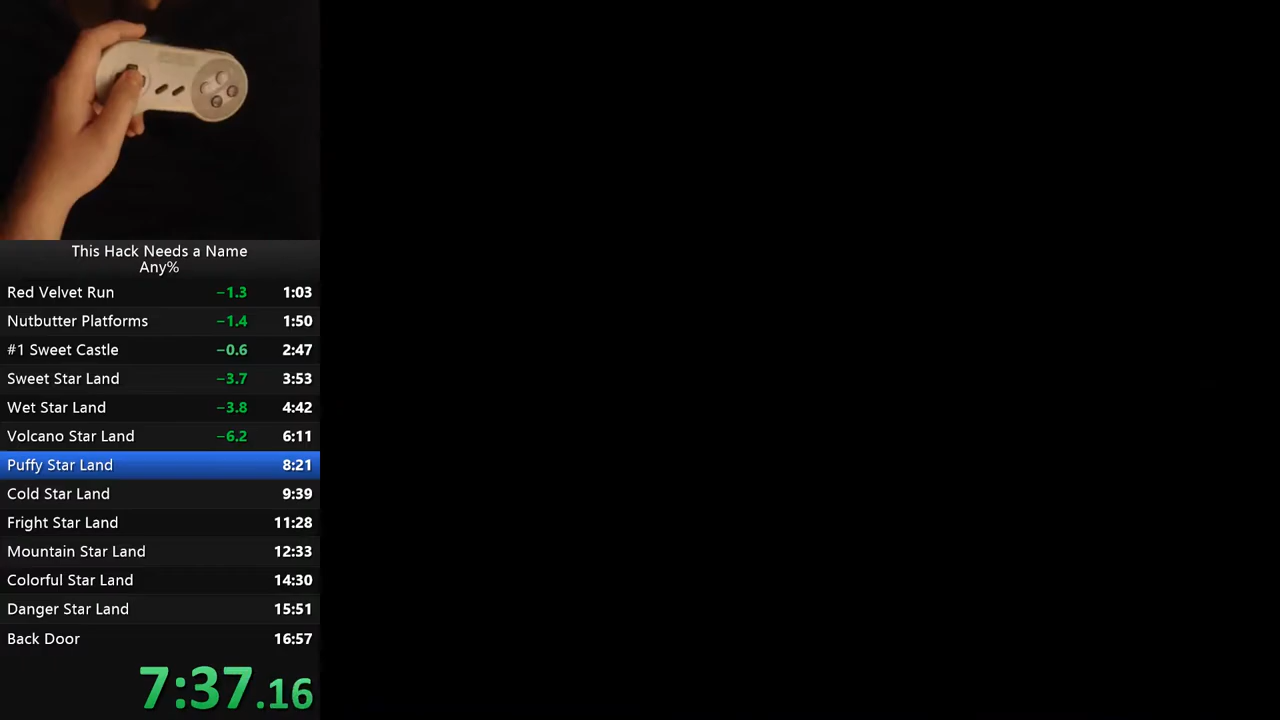 This Hack Needs a Name
Any%
Red Velvet Run −1.3 1:03
Nutbutter Platforms −1.4 1:50
#1 Sweet Castle −0.6 2:47
Sweet Star Land −3.7 3:53
Wet Star Land −3.8 4:42
Volcano Star Land −6.2 6:11
Puffy Star Land 8:21
Cold Star Land 9:39
Fright Star Land 11:28
Mountain Star Land 12:33
Colorful Star Land 14:30
Danger Star Land 15:51
Back Door 16:57
7:37.16